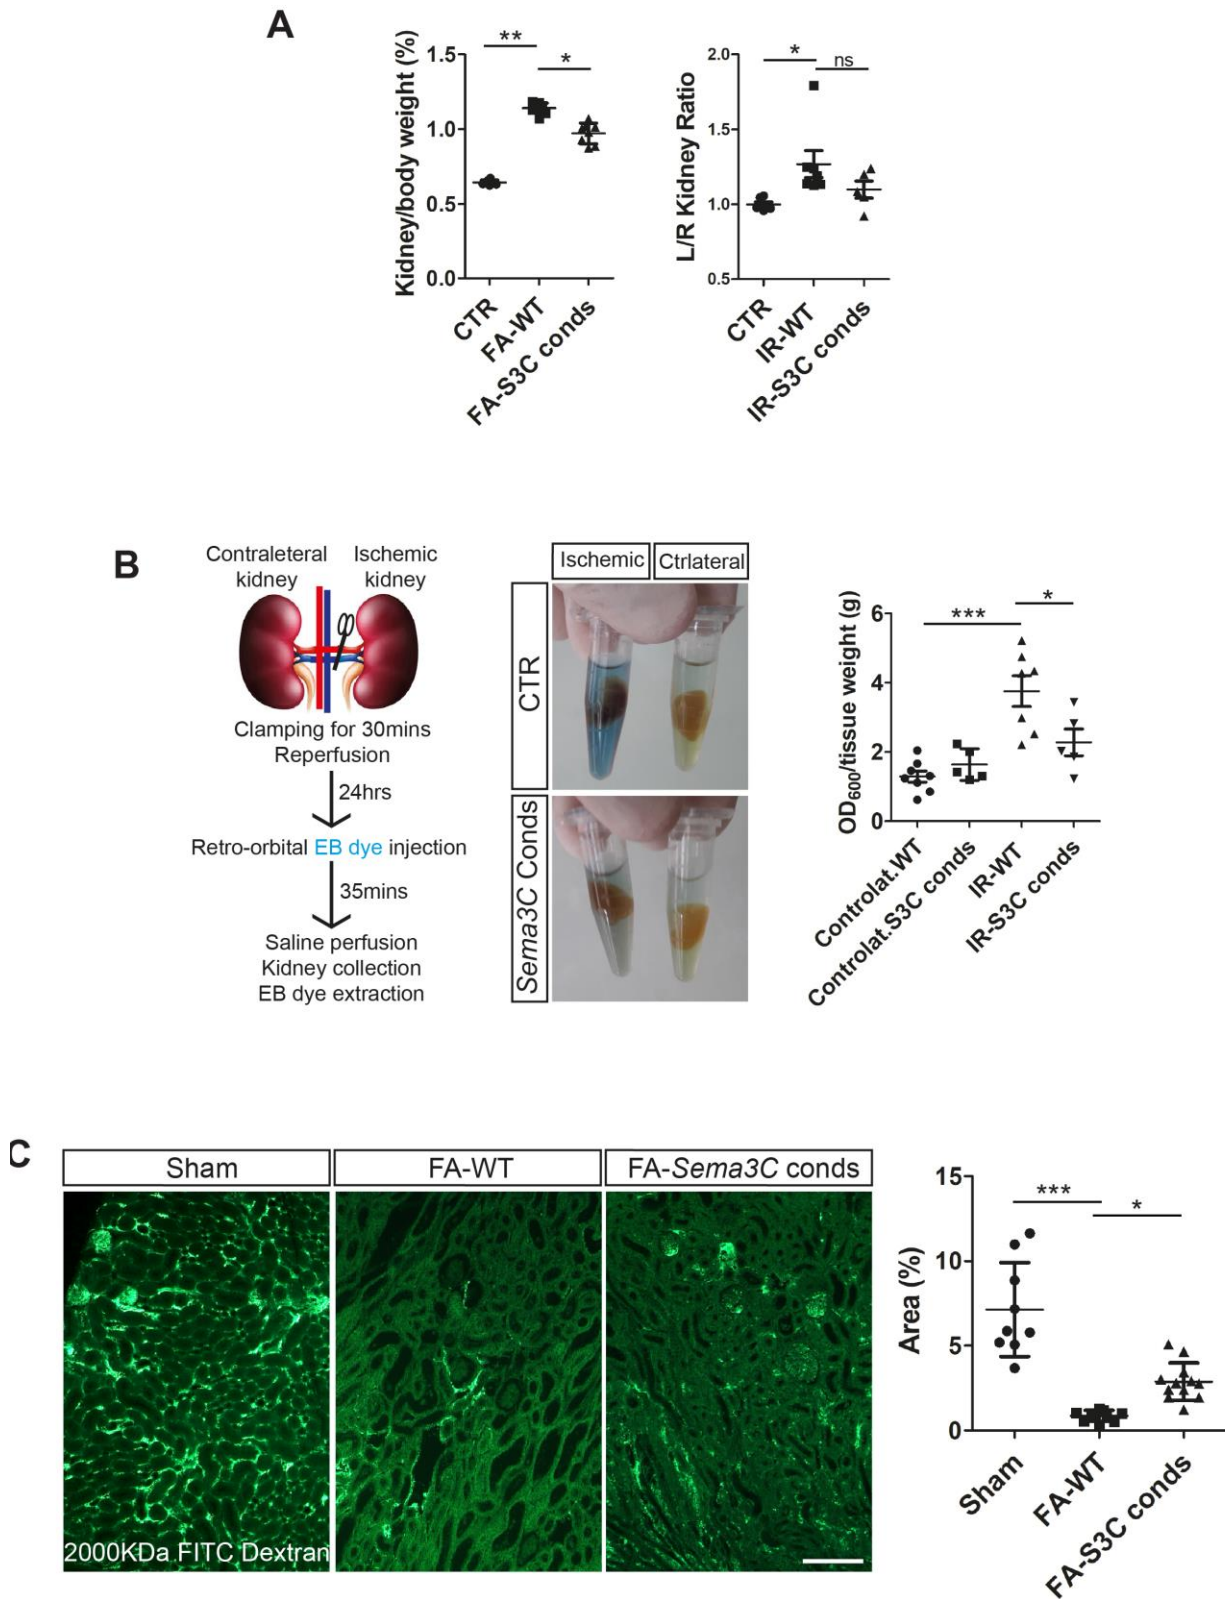 A
Kidney/body weight (%)
1.5
1.0
0.5
0.0
**
*
CTR
FA-WT
FA-S3C conds
L/R Kidney Ratio
2.0
1.5
1.0
0.5
*
ns
CTR
IR-WT
IR-S3C conds
B
Contraleteral
kidney
Ischemic
kidney
Clamping for 30mins
Reperfusion
24hrs
Retro-orbital EB dye injection
35mins
Saline perfusion
Kidney collection
EB dye extraction
Ischemic
Ctrlateral
CTR
Sema3C Conds
OD600/tissue weight (g)
6
4
2
0
***
*
Controlat.WT
Controlat.S3C conds
IR-WT
IR-S3C conds
C
Sham
FA-WT
FA-Sema3C conds
2000KDa FITC Dextran
Area (%)
15
10
5
0
***
*
Sham
FA-WT
FA-S3C conds